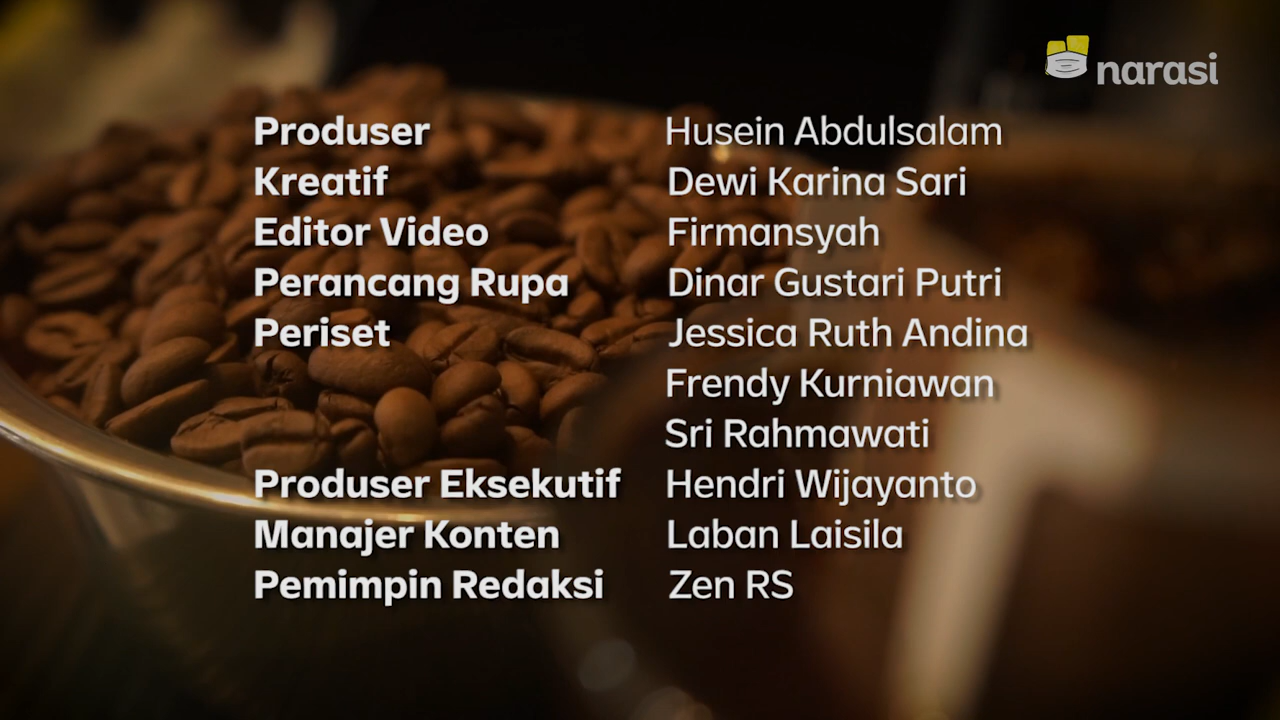 narasi
Produser Husein Abdulsalam
Kreatif Dewi Karina Sari
Editor Video Firmansyah
Perancang Rupa Dinar Gustari Putri
Periset Jessica Ruth Andina
Frendy Kurniawan
Sri Rahmawati
Produser Eksekutif Hendri Wijayanto
Manajer Konten Laban Laisila
Pemimpin Redaksi Zen RS